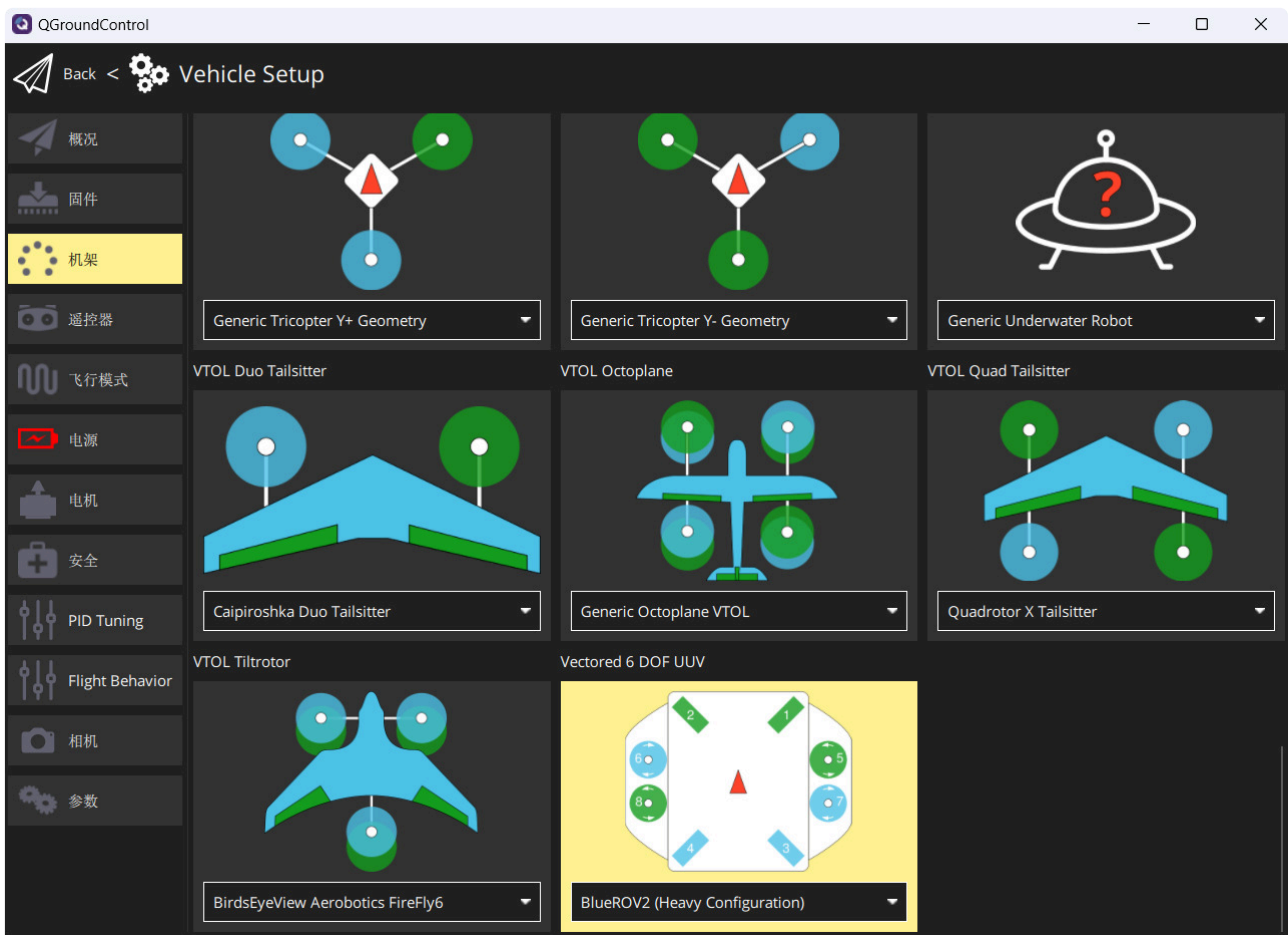 QGroundControl
Back < Vehicle Setup
概况
固件
机架
遥控器
飞行模式
电源
电机
安全
PID Tuning
Flight Behavior
相机
参数
?
Generic Tricopter Y+ Geometry
Generic Tricopter Y- Geometry
Generic Underwater Robot
VTOL Duo Tailsitter
VTOL Octoplane
VTOL Quad Tailsitter
Caipiroshka Duo Tailsitter
Generic Octoplane VTOL
Quadrotor X Tailsitter
VTOL Tiltrotor
Vectored 6 DOF UUV
2
1
6
5
8
7
4
3
BirdsEyeView Aerobotics FireFly6
BlueROV2 (Heavy Configuration)